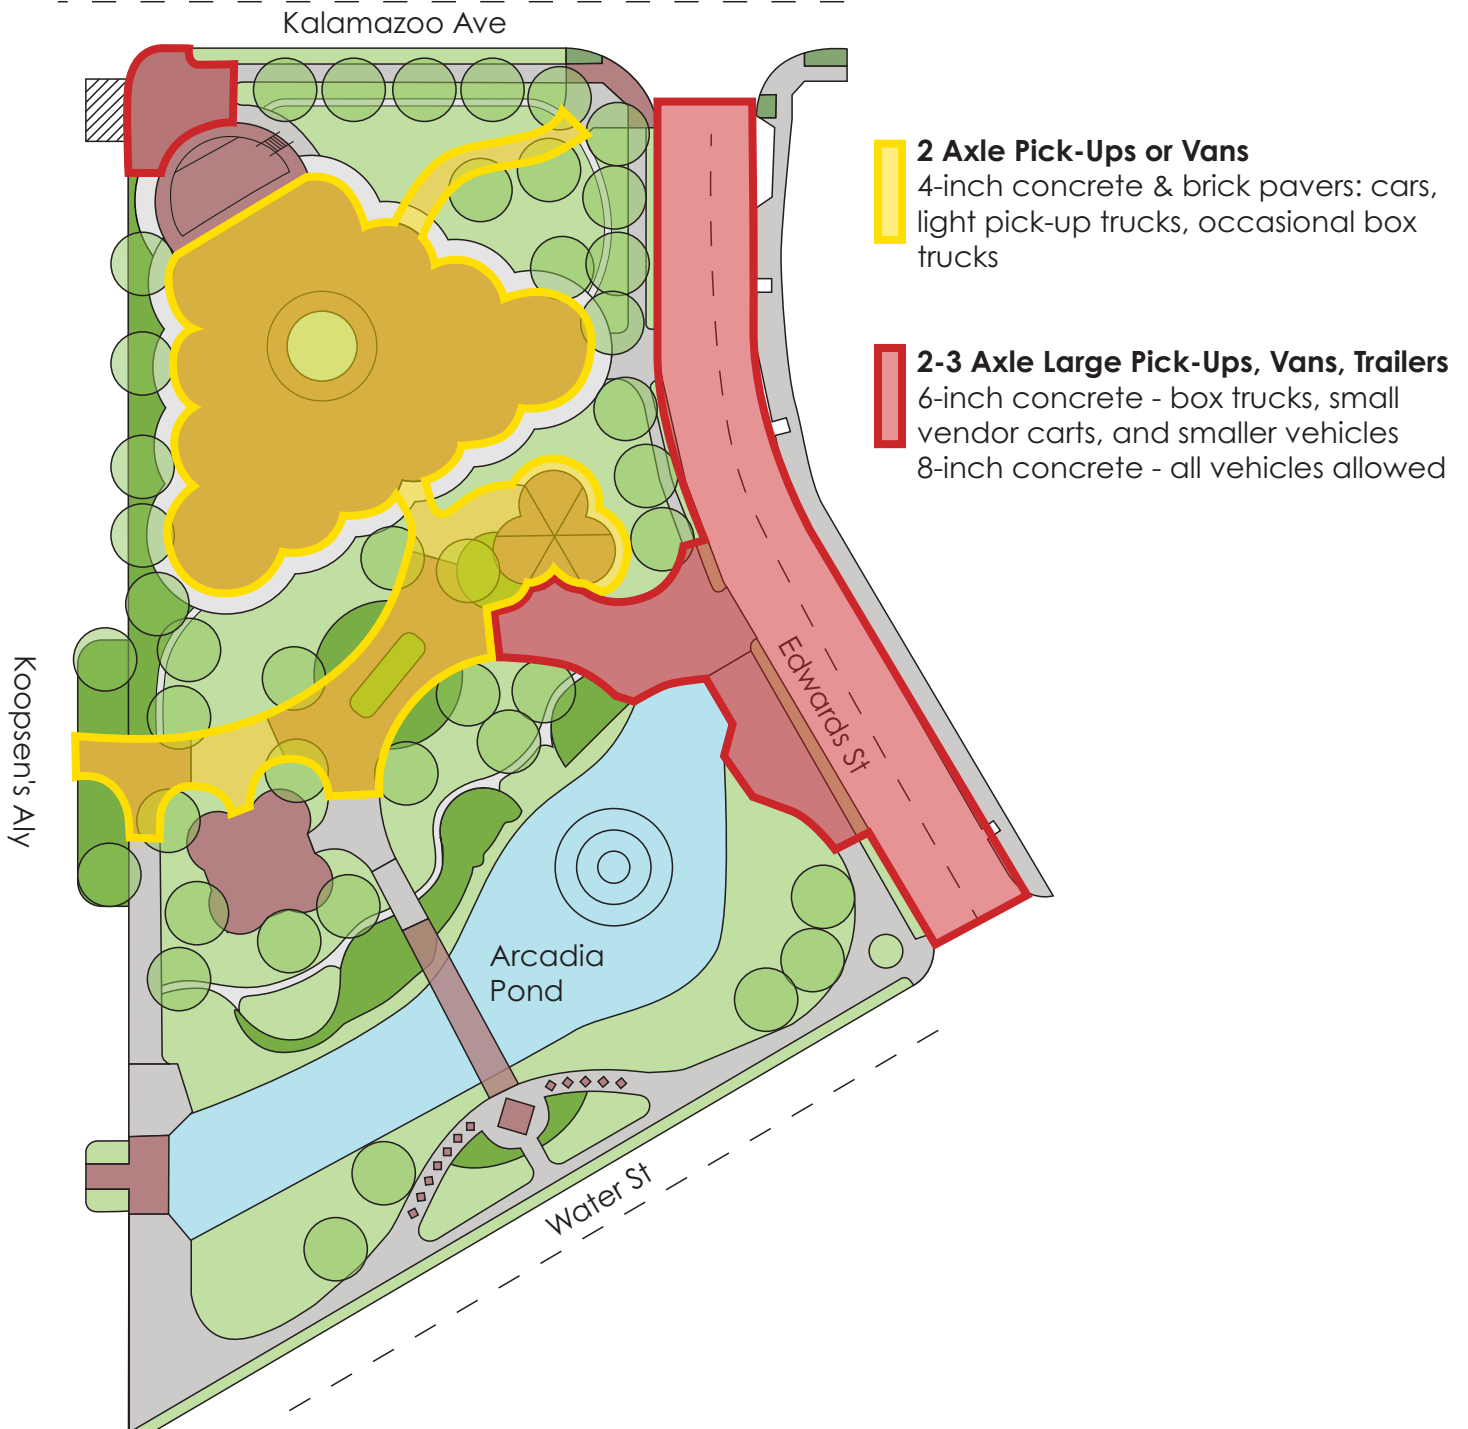 Kalamazoo Ave
2 Axle Pick-Ups or Vans
4-inch concrete & brick pavers: cars,
light pick-up trucks, occasional box
trucks
2-3 Axle Large Pick-Ups, Vans, Trailers
6-inch concrete - box trucks, small
vendor carts, and smaller vehicles
8-inch concrete - all vehicles allowed
Edwards St
Koopsen's Aly
Arcadia
Pond
Water St